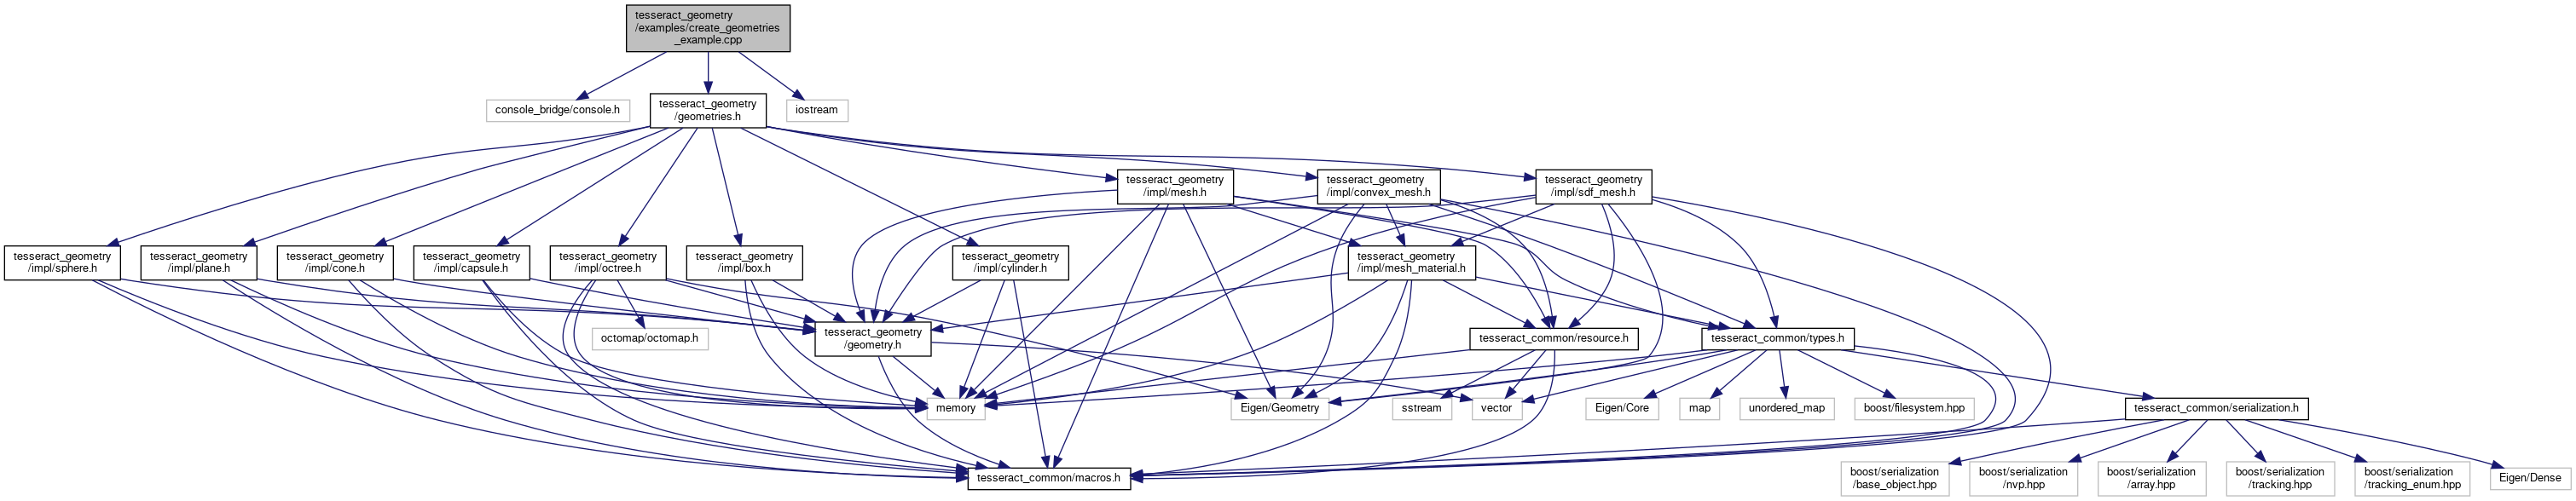 tesseract_geometry
/examples/create_geometries
_example.cpp
console_bridge/console.h
tesseract_geometry
/geometries.h
iostream
tesseract_geometry
/impl/mesh.h
tesseract_geometry
/impl/convex_mesh.h
tesseract_geometry
/impl/sdf_mesh.h
tesseract_geometry
/impl/sphere.h
tesseract_geometry
/impl/plane.h
tesseract_geometry
/impl/cone.h
tesseract_geometry
/impl/capsule.h
tesseract_geometry
/impl/octree.h
tesseract_geometry
/impl/box.h
tesseract_geometry
/impl/cylinder.h
tesseract_geometry
/impl/mesh_material.h
octomap/octomap.h
tesseract_geometry
/geometry.h
tesseract_common/resource.h
tesseract_common/types.h
memory
Eigen/Geometry
sstream
vector
Eigen/Core
map
unordered_map
boost/filesystem.hpp
tesseract_common/serialization.h
tesseract_common/macros.h
boost/serialization
/base_object.hpp
boost/serialization
/nvp.hpp
boost/serialization
/array.hpp
boost/serialization
/tracking.hpp
boost/serialization
/tracking_enum.hpp
Eigen/Dense